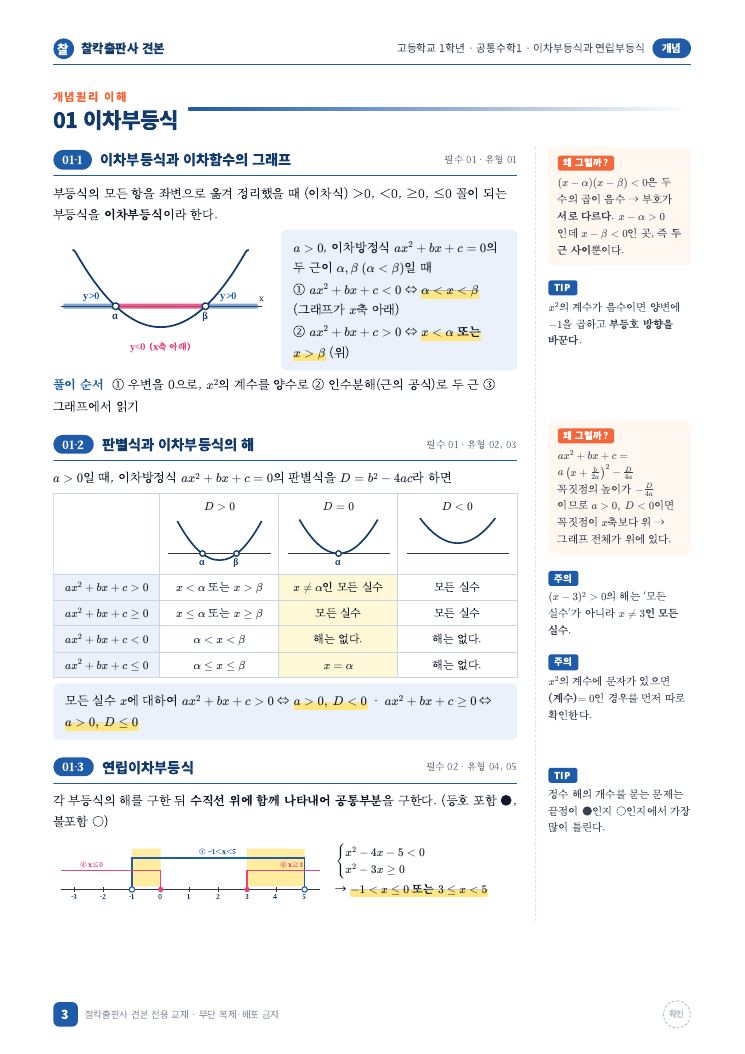 찰 찰칵출판사 견본
고등학교 1학년 · 공통수학1 · 이차부등식과 연립부등식 개념
개념원리 이해
01 이차부등식
01-1 이차부등식과 이차함수의 그래프 필수 01 · 유형 01
부등식의 모든 항을 좌변으로 옮겨 정리했을 때 (이차식) >0, <0, ≥0, ≤0 꼴이 되는
부등식을 이차부등식이라 한다.
y>0 y>0 x
α β
y<0 (x축 아래)
a > 0, 이차방정식 ax² + bx + c = 0의
두 근이 α, β (α < β)일 때
① ax² + bx + c < 0 ⇔ α < x < β
(그래프가 x축 아래)
② ax² + bx + c > 0 ⇔ x < α 또는
x > β (위)
풀이 순서 ① 우변을 0으로, x²의 계수를 양수로 ② 인수분해(근의 공식)로 두 근 ③
그래프에서 읽기
왜 그럴까?
(x − α)(x − β) < 0은 두
수의 곱이 음수 → 부호가
서로 다르다. x − α > 0
인데 x − β < 0인 곳, 즉 두
근 사이뿐이다.
TIP
x²의 계수가 음수이면 양변에
−1을 곱하고 부등호 방향을
바꾼다.
01-2 판별식과 이차부등식의 해 필수 01 · 유형 02, 03
a > 0일 때, 이차방정식 ax² + bx + c = 0의 판별식을 D = b² − 4ac라 하면
D > 0 D = 0 D < 0
α β α
ax² + bx + c > 0 x < α 또는 x > β x ≠ α인 모든 실수 모든 실수
ax² + bx + c ≥ 0 x ≤ α 또는 x ≥ β 모든 실수 모든 실수
ax² + bx + c < 0 α < x < β 해는 없다. 해는 없다.
ax² + bx + c ≤ 0 α ≤ x ≤ β x = α 해는 없다.
모든 실수 x에 대하여 ax² + bx + c > 0 ⇔ a > 0, D < 0 · ax² + bx + c ≥ 0 ⇔
a > 0, D ≤ 0
왜 그럴까?
ax² + bx + c =
a (x + b/2a)² − D/4a
꼭짓점의 높이가 −D/4a
이므로 a > 0, D < 0이면
꼭짓점이 x축보다 위 →
그래프 전체가 위에 있다.
주의
(x − 3)² > 0의 해는 '모든
실수'가 아니라 x ≠ 3인 모든
실수.
주의
x²의 계수에 문자가 있으면
(계수)= 0인 경우를 먼저 따로
확인한다.
01-3 연립이차부등식 필수 02 · 유형 04, 05
각 부등식의 해를 구한 뒤 수직선 위에 함께 나타내어 공통부분을 구한다. (등호 포함 ●,
불포함 ○)
① −1<x<5
② x≤0 ② x≥3
-3 -2 -1 0 1 2 3 4 5
x² − 4x − 5 < 0
x² − 3x ≥ 0
→ −1 < x ≤ 0 또는 3 ≤ x < 5
TIP
정수 해의 개수를 묻는 문제는
끝점이 ●인지 ○인지에서 가장
많이 틀린다.
3 찰칵출판사 견본 전용 교재 · 무단 복제·배포 금지
확인